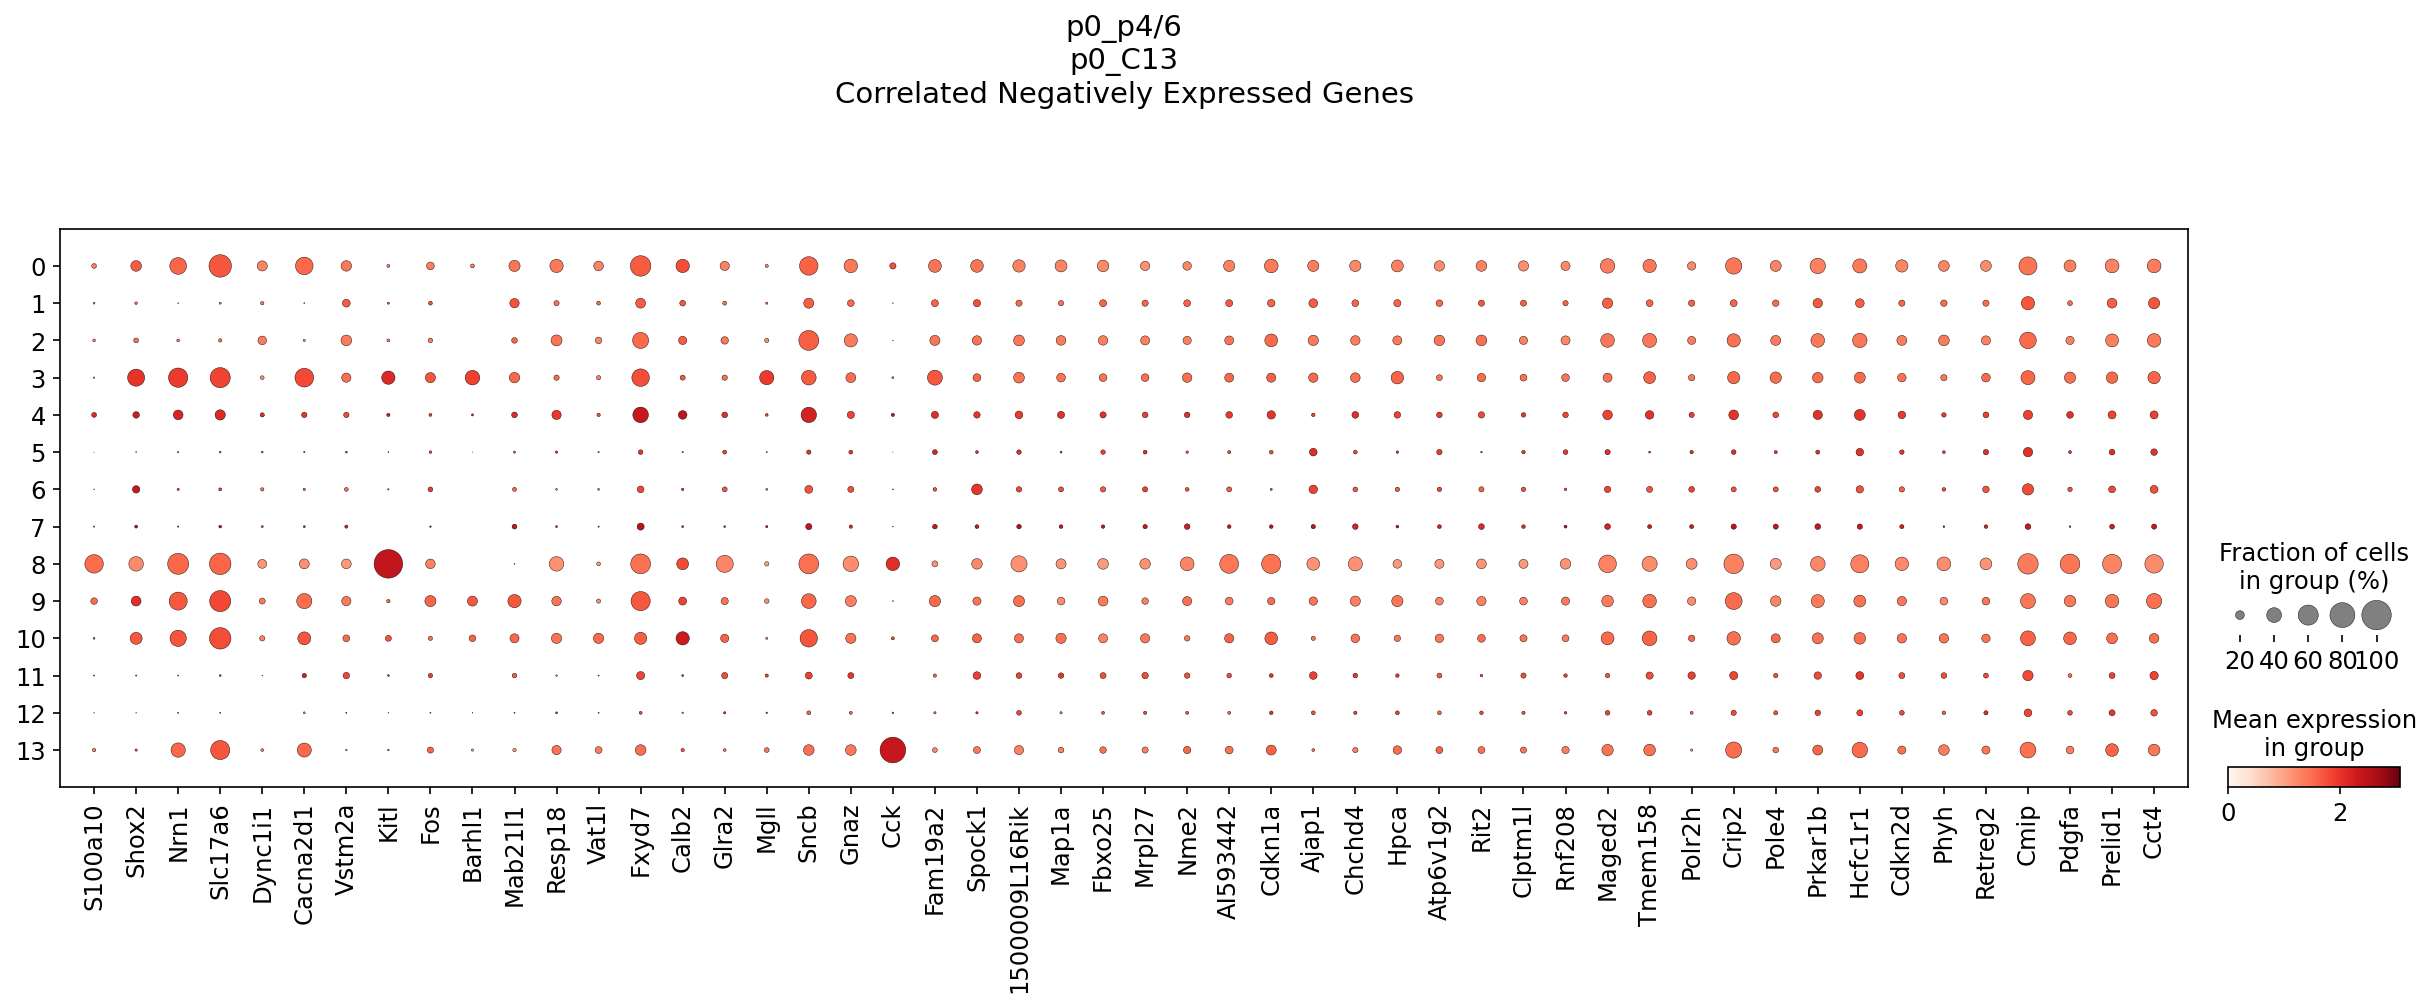 p0_p4/6
p0_C13
Correlated Negatively Expressed Genes
0
1
2
3
4
5
6
7
8
9
10
11
12
13
S100a10
Shox2
Nrn1
Slc17a6
Dync1i1
Cacna2d1
Vstm2a
Kitl
Fos
Barhl1
Mab21l1
Resp18
Vat1l
Fxyd7
Calb2
Glra2
Mgll
Sncb
Gnaz
Cck
Fam19a2
Spock1
1500009L16Rik
Map1a
Fbxo25
Mrpl27
Nme2
AI593442
Cdkn1a
Ajap1
Chchd4
Hpca
Atp6v1g2
Rit2
Clptm1l
Rnf208
Maged2
Tmem158
Polr2h
Crip2
Pole4
Prkar1b
Hcfc1r1
Cdkn2d
Phyh
Retreg2
Cmip
Pdgfa
Prelid1
Cct4
Fraction of cells
in group (%)
20 40 60 80 100
Mean expression
in group
0 2